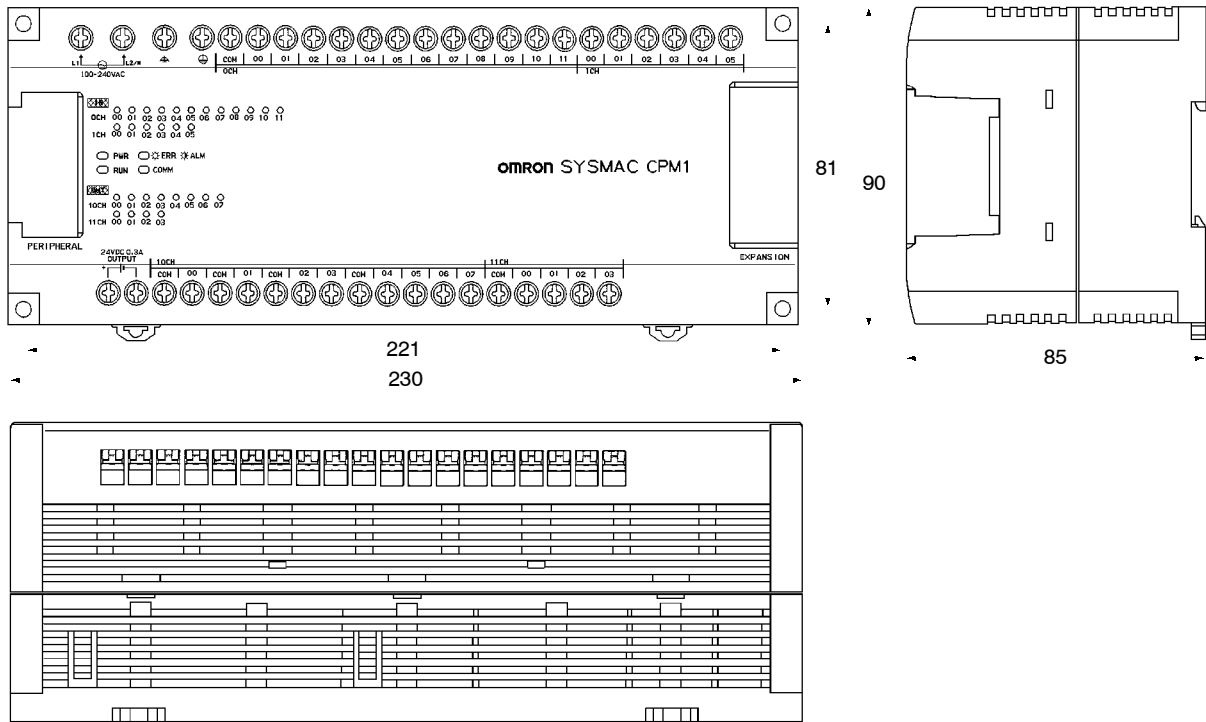 L1 L2/N
100-240VAC
COM 00 01 02 03 04 05 06 07 08 09 10 11 00 01 02 03 04 05
0CH 1CH
0CH 00 01 02 03 04 05 06 07 08 09 10 11
1CH 00 01 02 03 04 05
PWR ERR ALM
RUN COMM
10CH 00 01 02 03 04 05 06 07
11CH 00 01 02 03
PERIPHERAL
omron SYSMAC CPM1
EXPANSION
24VDC 0.3A
OUTPUT
+ -
10CH 11CH
COM 00 COM 01 COM 02 03 COM 04 05 06 07 COM 00 01 02 03
221
230
81
90
85